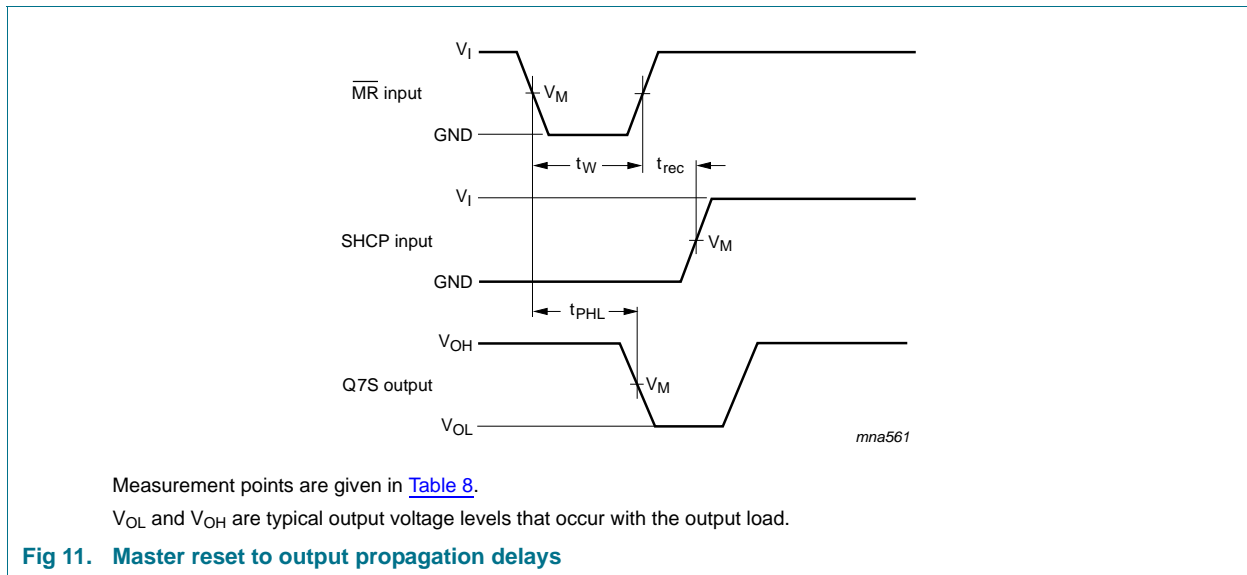 V_I
M̅R̅ input
V_M
GND
t_W
t_rec
V_I
SHCP input
V_M
GND
t_PHL
V_OH
Q7S output
V_M
V_OL
mna561
Measurement points are given in Table 8.
V_OL and V_OH are typical output voltage levels that occur with the output load.
Fig 11. Master reset to output propagation delays